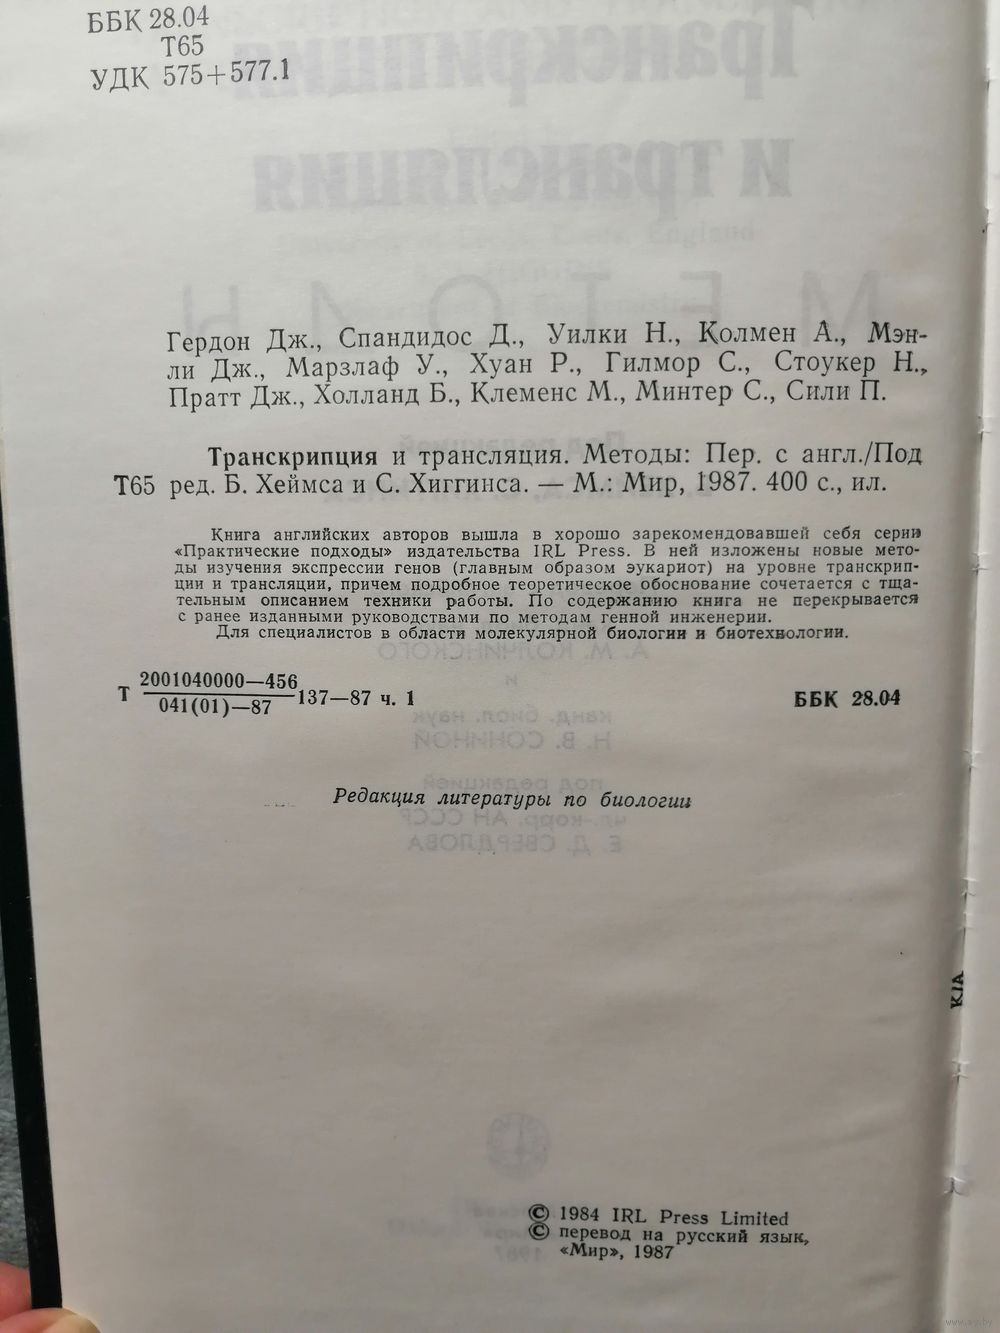 ББК 28.04
Т65
УДК 575+577.1
Гердон Дж., Спандидос Д., Уилки Н., Колмен А., Мэн-
ли Дж., Марзлаф У., Хуан Р., Гилмор С., Стоукер Н.,
Пратт Дж., Холланд Б., Клеменс М., Минтер С., Сили П.
Транскрипция и трансляция. Методы: Пер. с англ./Под
Т65 ред. Б. Хеймса и С. Хиггинса. — М.: Мир, 1987. 400 с., ил.
Книга английских авторов вышла в хорошо зарекомендовавшей себя серии
«Практические подходы» издательства IRL Press. В ней изложены новые мето-
ды изучения экспрессии генов (главным образом эукариот) на уровне транскрип-
ции и трансляции, причем подробное теоретическое обоснование сочетается с тща-
тельным описанием техники работы. По содержанию книга не перекрывается
с ранее изданными руководствами по методам генной инженерии.
Для специалистов в области молекулярной биологии и биотехнологии.
Т 2001040000—456
041(01)—87 137—87 ч. 1 ББК 28.04
Редакция литературы по биологии
© 1984 IRL Press Limited
© перевод на русский язык,
«Мир», 1987
www.ay.by